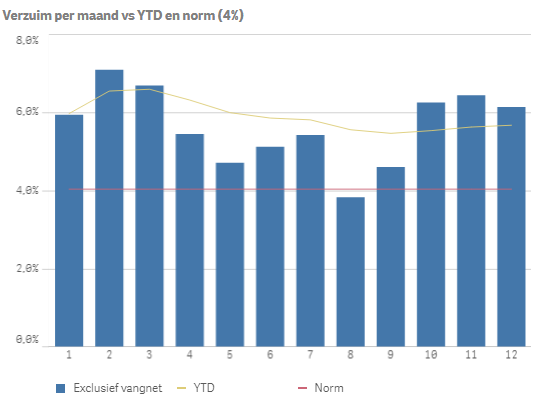 Verzuim per maand vs YTD en norm (4%)
8,0%
6,0%
4,0%
2,0%
0,0%
1 2 3 4 5 6 7 8 9 10 11 12
Exclusief vangnet YTD Norm